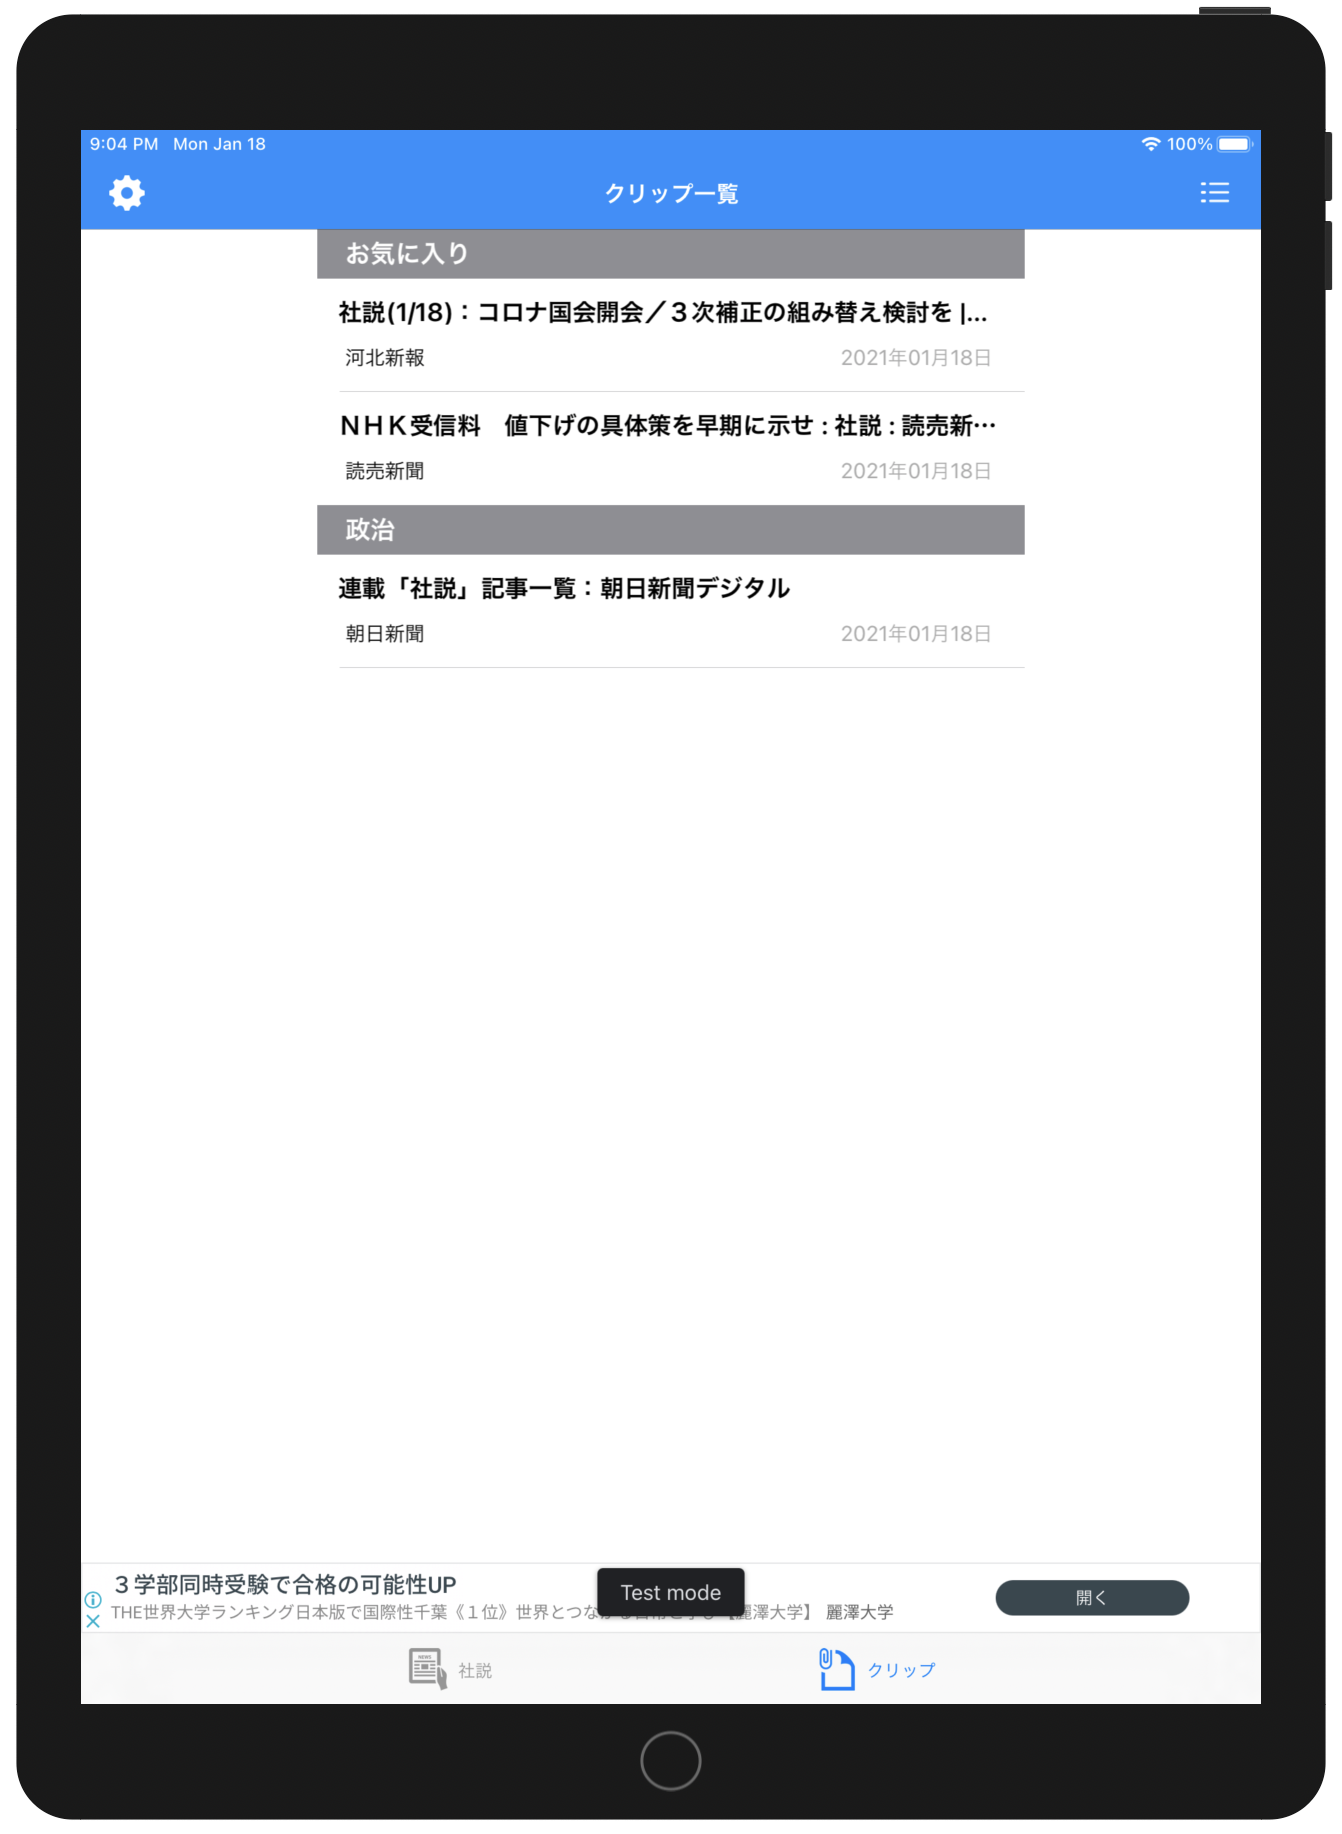 9:04 PM Mon Jan 18
100%
クリップ一覧
お気に入り
社説(1/18)：コロナ国会開会／３次補正の組み替え検討を |...
河北新報 2021年01月18日
ＮＨＫ受信料　値下げの具体策を早期に示せ : 社説 : 読売新…
読売新聞 2021年01月18日
政治
連載「社説」記事一覧：朝日新聞デジタル
朝日新聞 2021年01月18日
３学部同時受験で合格の可能性UP
THE世界大学ランキング日本版で国際性千葉《１位》世界とつな 麗澤大学】 麗澤大学
Test mode
開く
NEWS
社説
クリップ